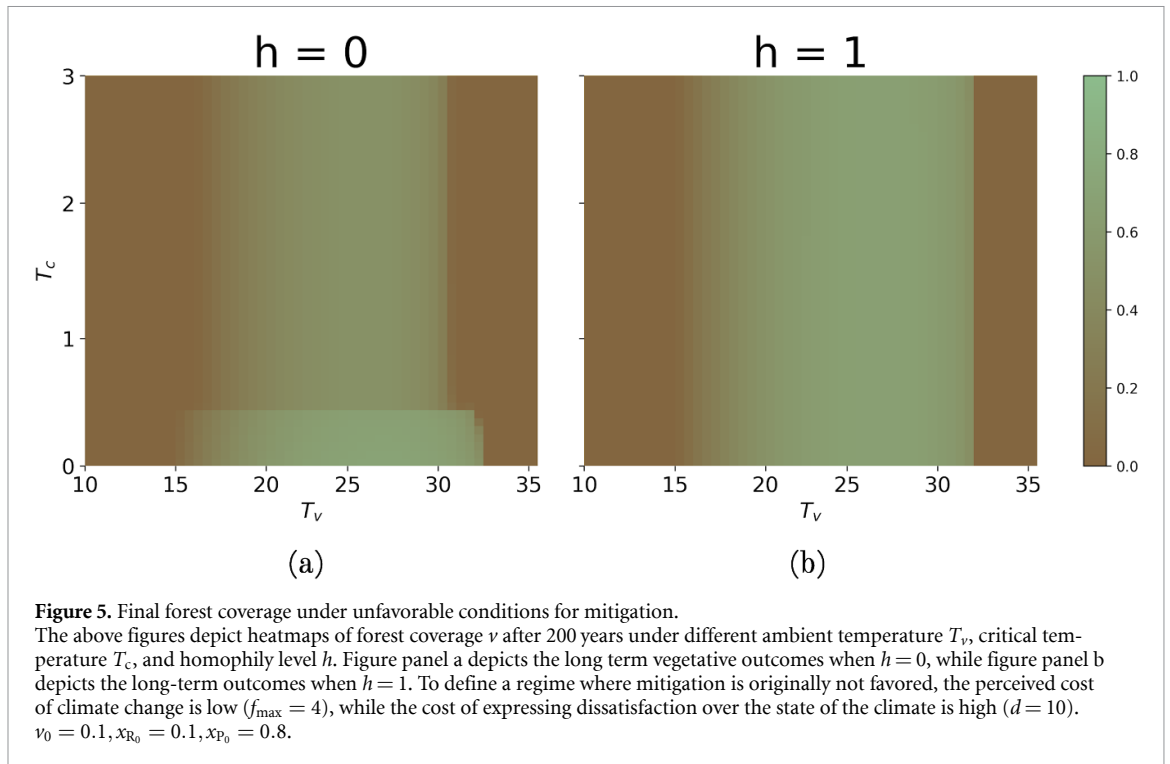 h = 0
h = 1
3
2
1
0
T_c
10 15 20 25 30 35
T_v
10 15 20 25 30 35
T_v
1.0
0.8
0.6
0.4
0.2
0.0
(a)
(b)
Figure 5. Final forest coverage under unfavorable conditions for mitigation.
The above figures depict heatmaps of forest coverage ν after 200 years under different ambient temperature Tᵥ, critical tem-
perature T_c, and homophily level h. Figure panel a depicts the long term vegetative outcomes when h = 0, while figure panel b
depicts the long-term outcomes when h = 1. To define a regime where mitigation is originally not favored, the perceived cost
of climate change is low (f_max = 4), while the cost of expressing dissatisfaction over the state of the climate is high (d = 10).
ν₀ = 0.1, x_R₀ = 0.1, x_P₀ = 0.8.